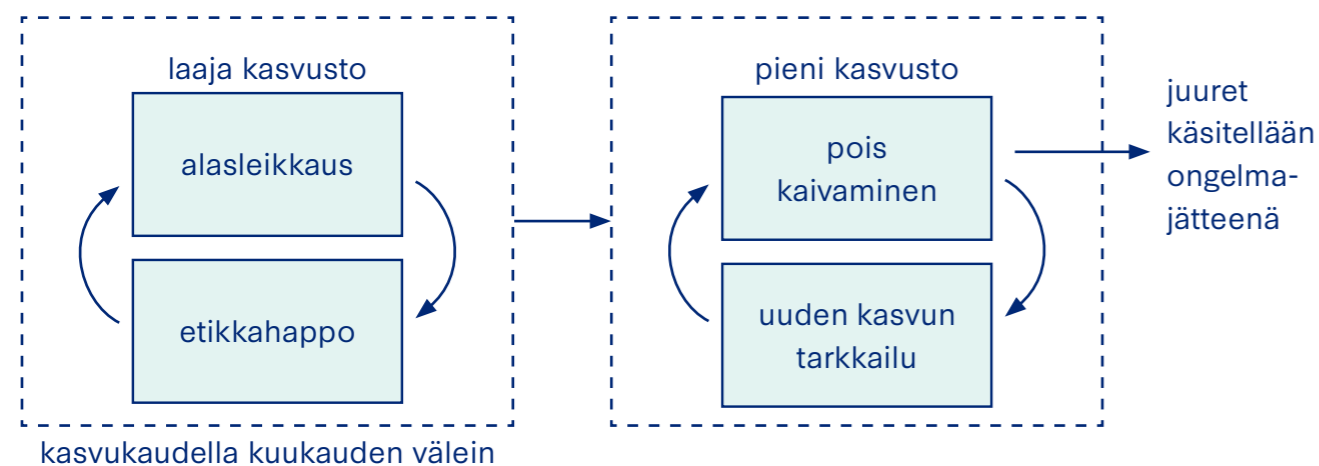 laaja kasvusto
alasleikkaus
etikkahappo
kasvukaudella kuukauden välein
pieni kasvusto
pois
kaivaminen
uuden kasvun
tarkkailu
juuret
käsitellään
ongelma-
jätteenä